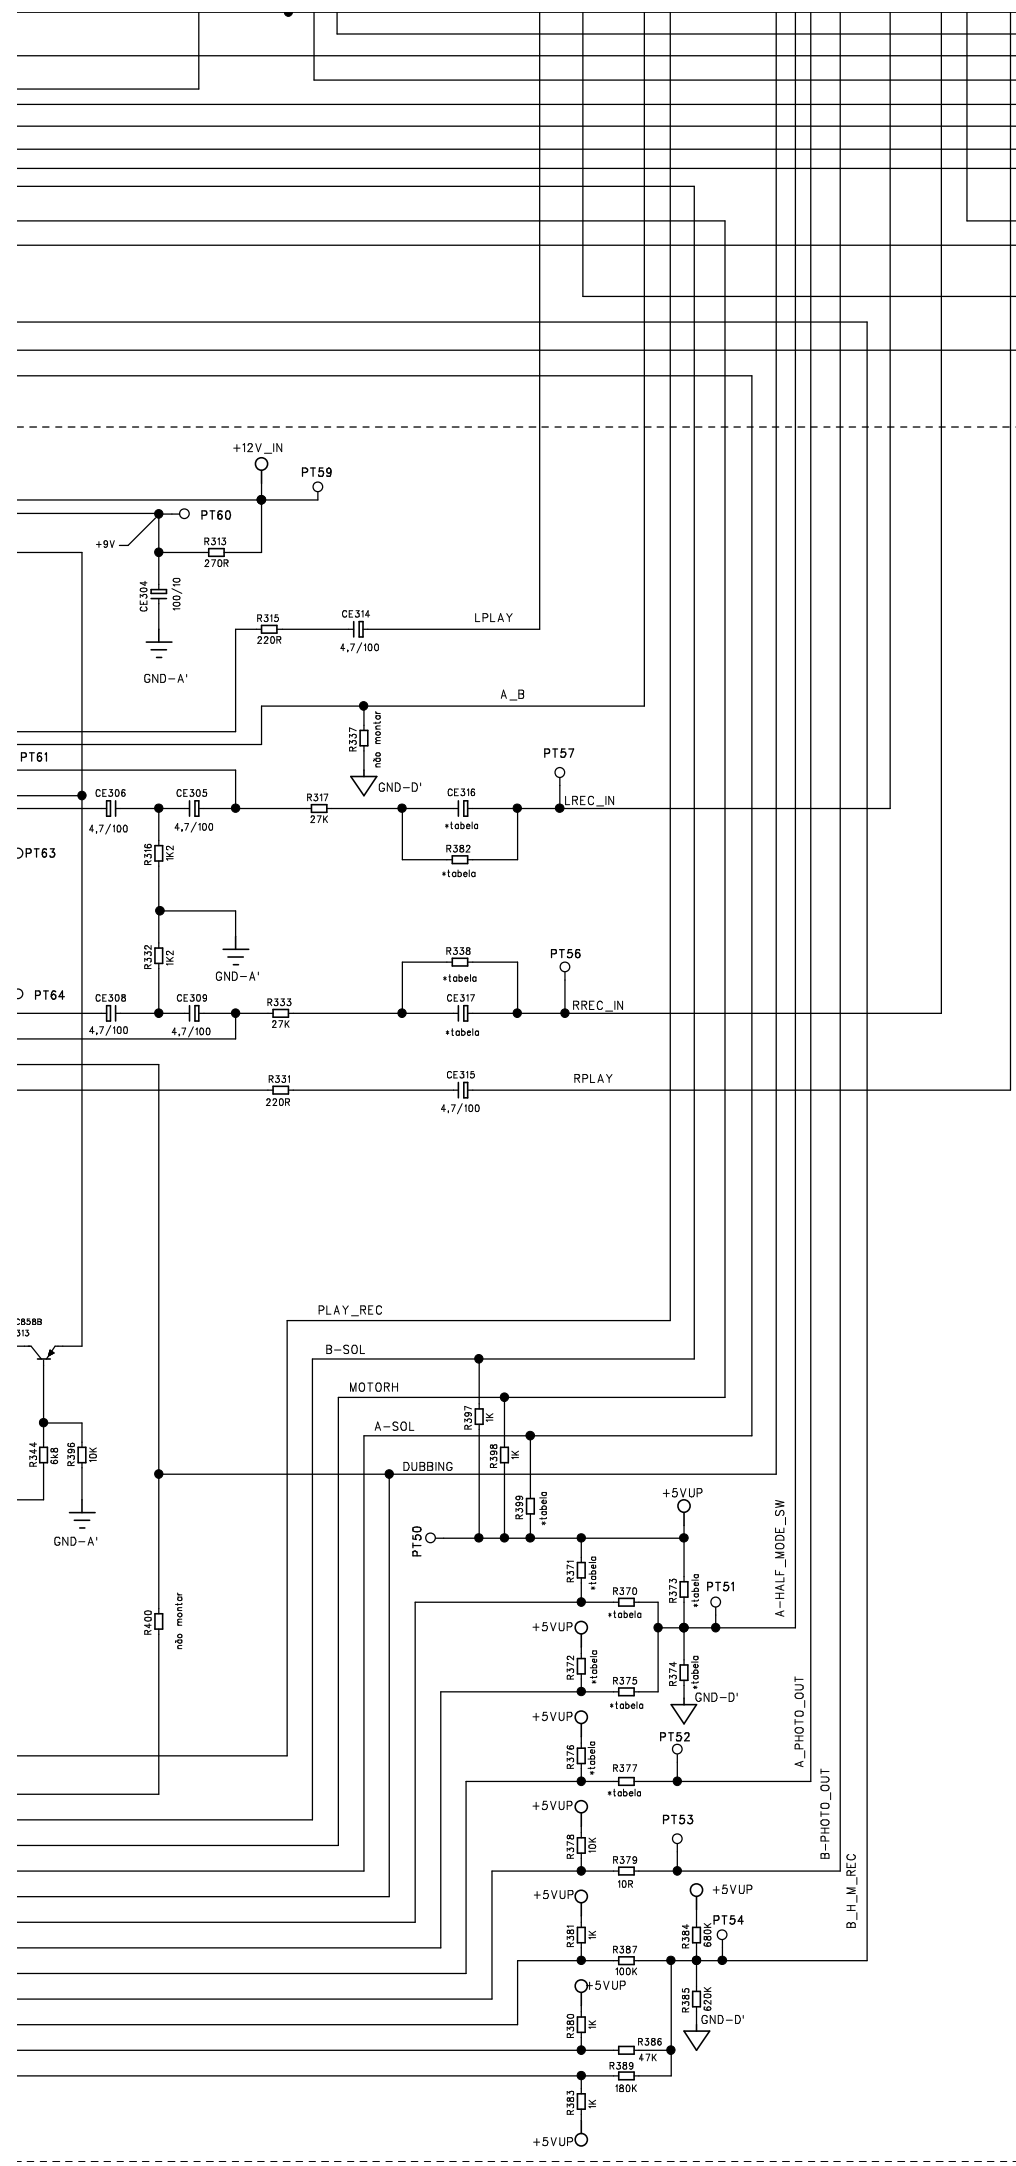 +12V_IN
PT59
PT60
+9V
R313
270R
CE304
100/10
GND-A'
R315
220R
CE314
4,7/100
LPLAY
A_B
R337
não montar
GND-D'
PT61
PT57
CE306
4,7/100
CE305
4,7/100
R317
27K
CE316
*tabela
LREC_IN
R382
*tabela
PT63
R316
1K2
R332
1K2
GND-A'
R338
*tabela
PT56
PT64
CE308
4,7/100
CE309
4,7/100
R333
27K
CE317
*tabela
RREC_IN
R331
220R
CE315
4,7/100
RPLAY
PLAY_REC
C858B
313
B-SOL
MOTORH
R397
1K
A-SOL
R398
1K
R344
6k8
R396
10K
GND-A'
DUBBING
R399
*tabela
+5VUP
PT50
A-HALF_MODE_SW
R371
*tabela
R370
*tabela
R373
*tabela
PT51
R400
não montar
+5VUP
R372
*tabela
R375
*tabela
R374
*tabela
GND-D'
+5VUP
A_PHOTO_OUT
R376
*tabela
R377
*tabela
PT52
+5VUP
B-PHOTO_OUT
R378
10K
R379
10R
PT53
+5VUP
B_H_M_REC
+5VUP
R381
1K
R387
100K
R384
680K
PT54
+5VUP
R385
620K
GND-D'
R380
1K
R386
47K
R389
180K
R383
1K
+5VUP